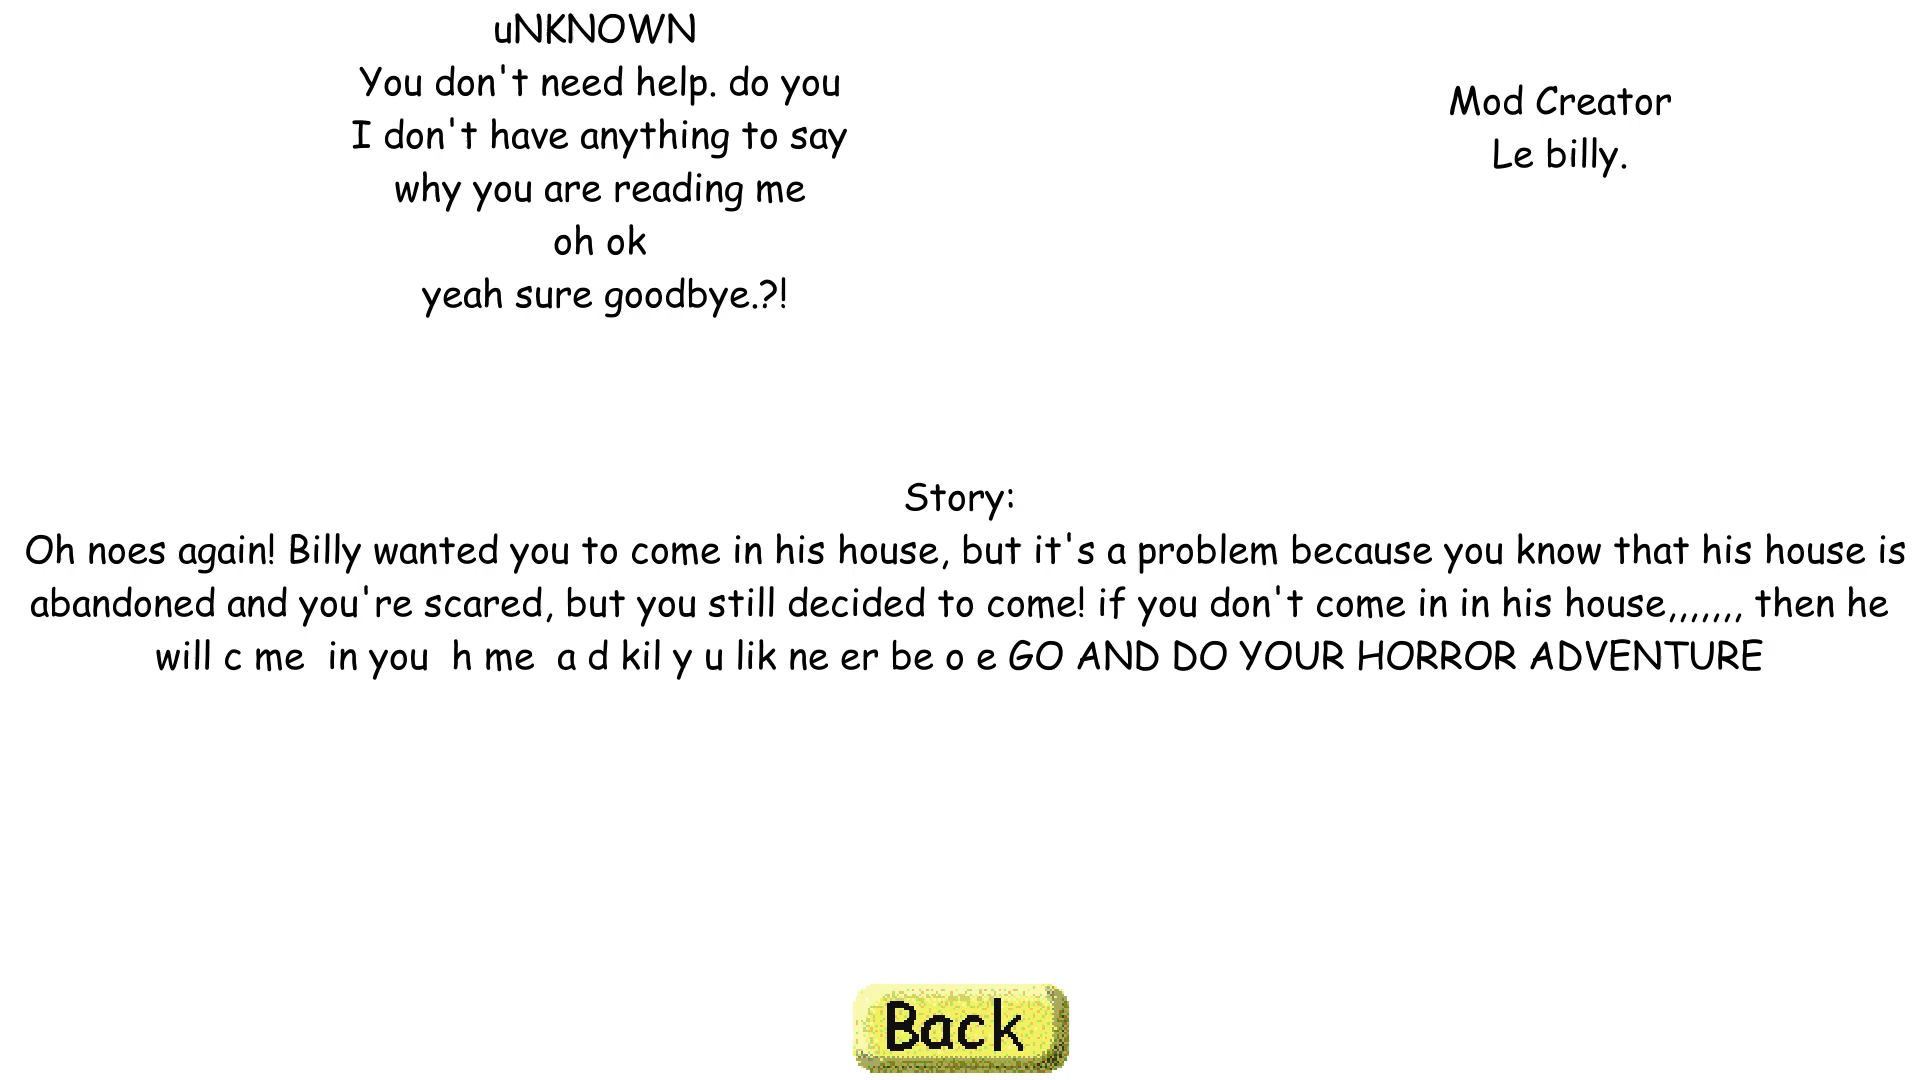 uNKNOWN
You don't need help. do you
I don't have anything to say
why you are reading me
oh ok
yeah sure goodbye.?!
Mod Creator
Le billy.
Story:
Oh noes again! Billy wanted you to come in his house, but it's a problem because you know that his house is
abandoned and you're scared, but you still decided to come! if you don't come in in his house,,,,,,, then he
will c me  in you  h me  a d kil y u lik ne er be o e GO AND DO YOUR HORROR ADVENTURE
Back